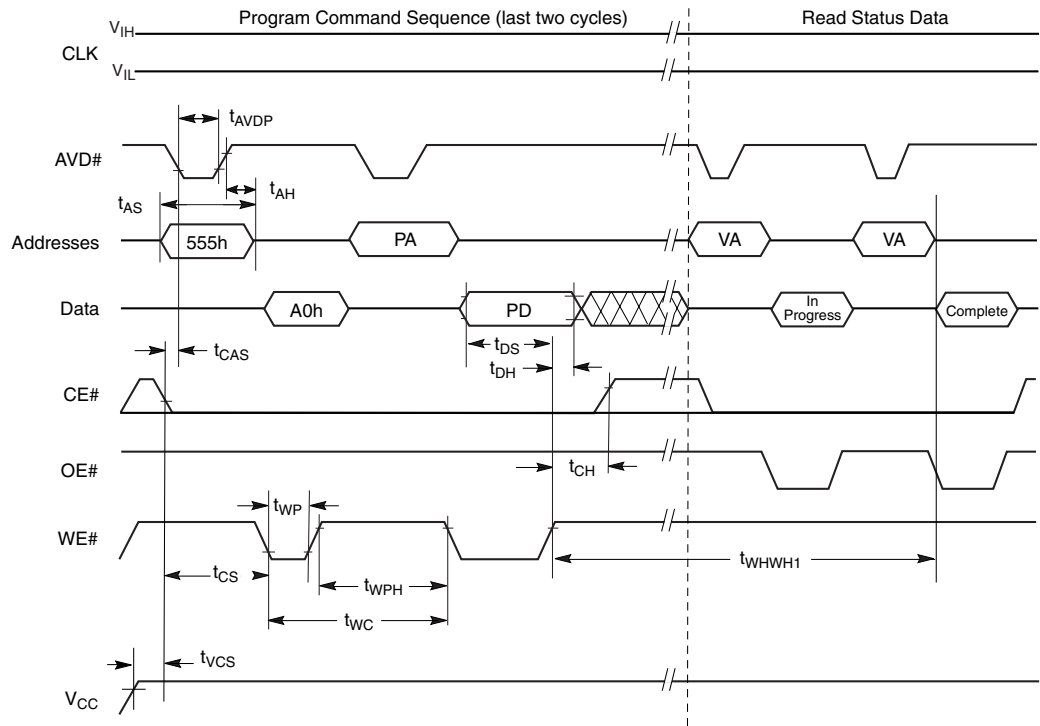 Program Command Sequence (last two cycles) Read Status Data
VIH
CLK
VIL
tAVDP
AVD#
tAH
tAS
Addresses 555h PA VA VA
Data A0h PD In Progress Complete
tDS
tCAS
tDH
CE#
OE#
tCH
tWP
WE#
tWHWH1
tCS
tWPH
tWC
tVCS
VCC